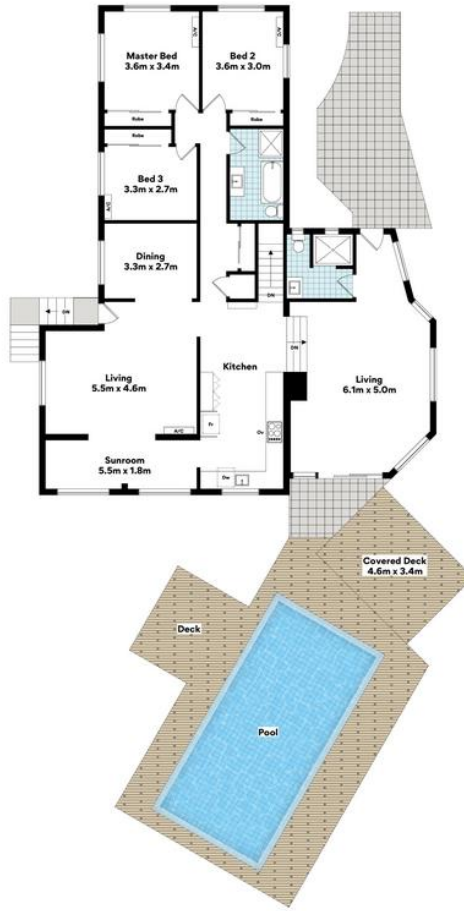 Master Bed
3.6m x 3.4m
A/C
Bed 2
3.6m x 3.0m
A/C
Robe
Robe
Robe
Bed 3
3.3m x 2.7m
A/C
Dining
3.3m x 2.7m
DN
DN
Kitchen
DN
Living
5.5m x 4.6m
Living
6.1m x 5.0m
Fr
Ov
A/C
Sunroom
5.5m x 1.8m
Dw
Covered Deck
4.6m x 3.4m
Deck
Pool